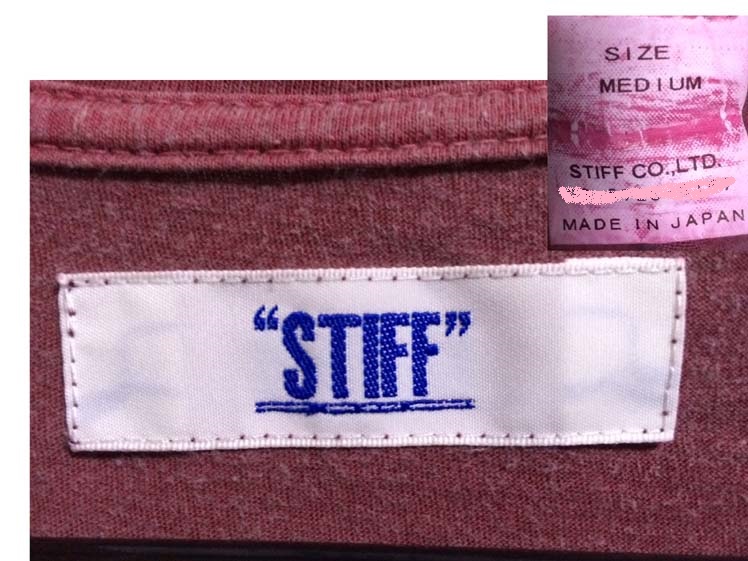 SIZE
MEDIUM
STIFF CO.,LTD.
MADE IN JAPAN
“STIFF”